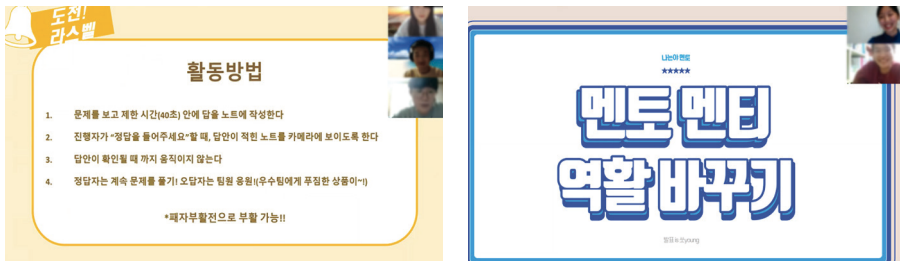 도전!
라스벨
활동방법
1. 문제를 보고 제한 시간(40초) 안에 답을 노트에 작성한다
2. 진행자가 “정답을 들어주세요”할 때, 답안이 적힌 노트를 카메라에 보이도록 한다
3. 답안이 확인될 때 까지 움직이지 않는다
4. 정답자는 계속 문제를 풀기! 오답자는 팀원 응원!(우수팀에게 푸짐한 상품이~!)
*패자부활전으로 부활 가능!!
나는야 멘토
★★★★★
멘토 멘티
역활 바꾸기